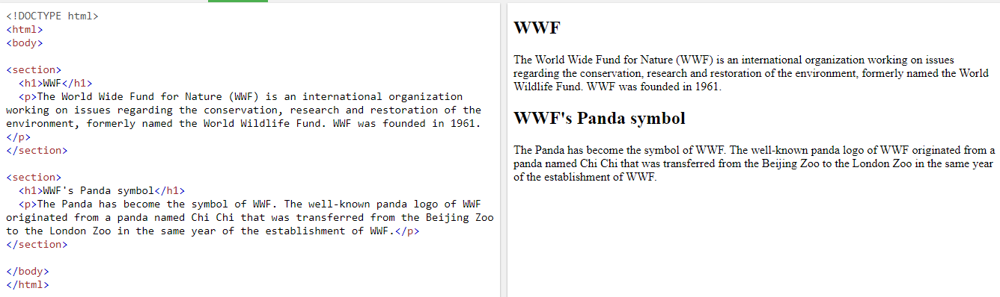 <!DOCTYPE html>
<html>
<body>
<section>
<h1>WWF</h1>
<p>The World Wide Fund for Nature (WWF) is an international organization
working on issues regarding the conservation, research and restoration of the
environment, formerly named the World Wildlife Fund. WWF was founded in 1961.
</p>
</section>
<section>
<h1>WWF's Panda symbol</h1>
<p>The Panda has become the symbol of WWF. The well-known panda logo of WWF
originated from a panda named Chi Chi that was transferred from the Beijing Zoo
to the London Zoo in the same year of the establishment of WWF.</p>
</section>
</body>
</html>
WWF
The World Wide Fund for Nature (WWF) is an international organization working on issues
regarding the conservation, research and restoration of the environment, formerly named the World
Wildlife Fund. WWF was founded in 1961.
WWF's Panda symbol
The Panda has become the symbol of WWF. The well-known panda logo of WWF originated from a
panda named Chi Chi that was transferred from the Beijing Zoo to the London Zoo in the same year
of the establishment of WWF.